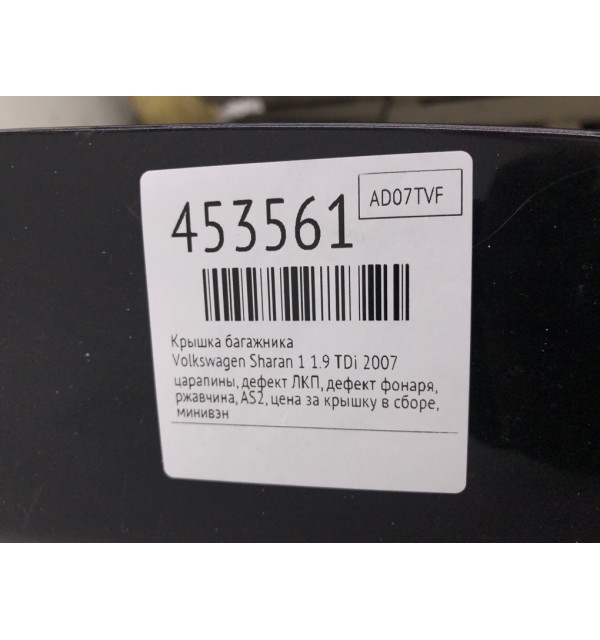 AD07TVF
453561
Крышка багажника
Volkswagen Sharan 1 1.9 TDi 2007
царапины, дефект ЛКП, дефект фонаря,
ржавчина, AS2, цена за крышку в сборе,
минивэн